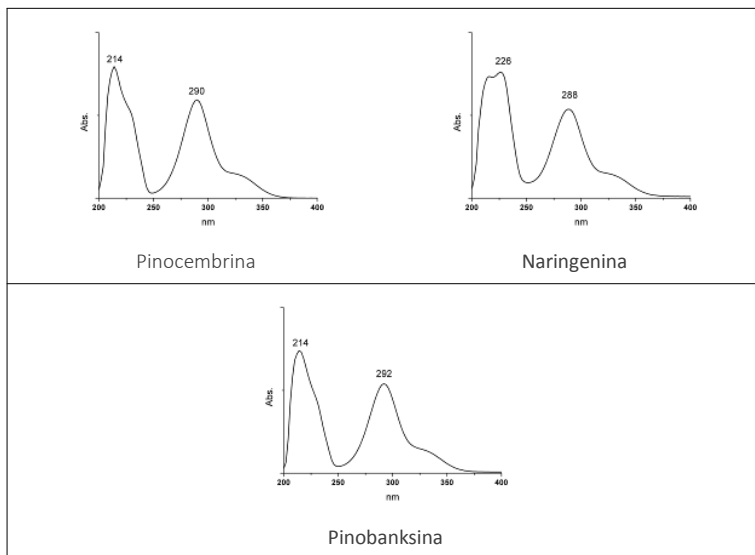 214
290
Abs.
200 250 300 350 400
nm
Pinocembrina
226
288
Abs.
200 250 300 350 400
nm
Naringenina
214
292
Abs.
200 250 300 350 400
nm
Pinobanksina